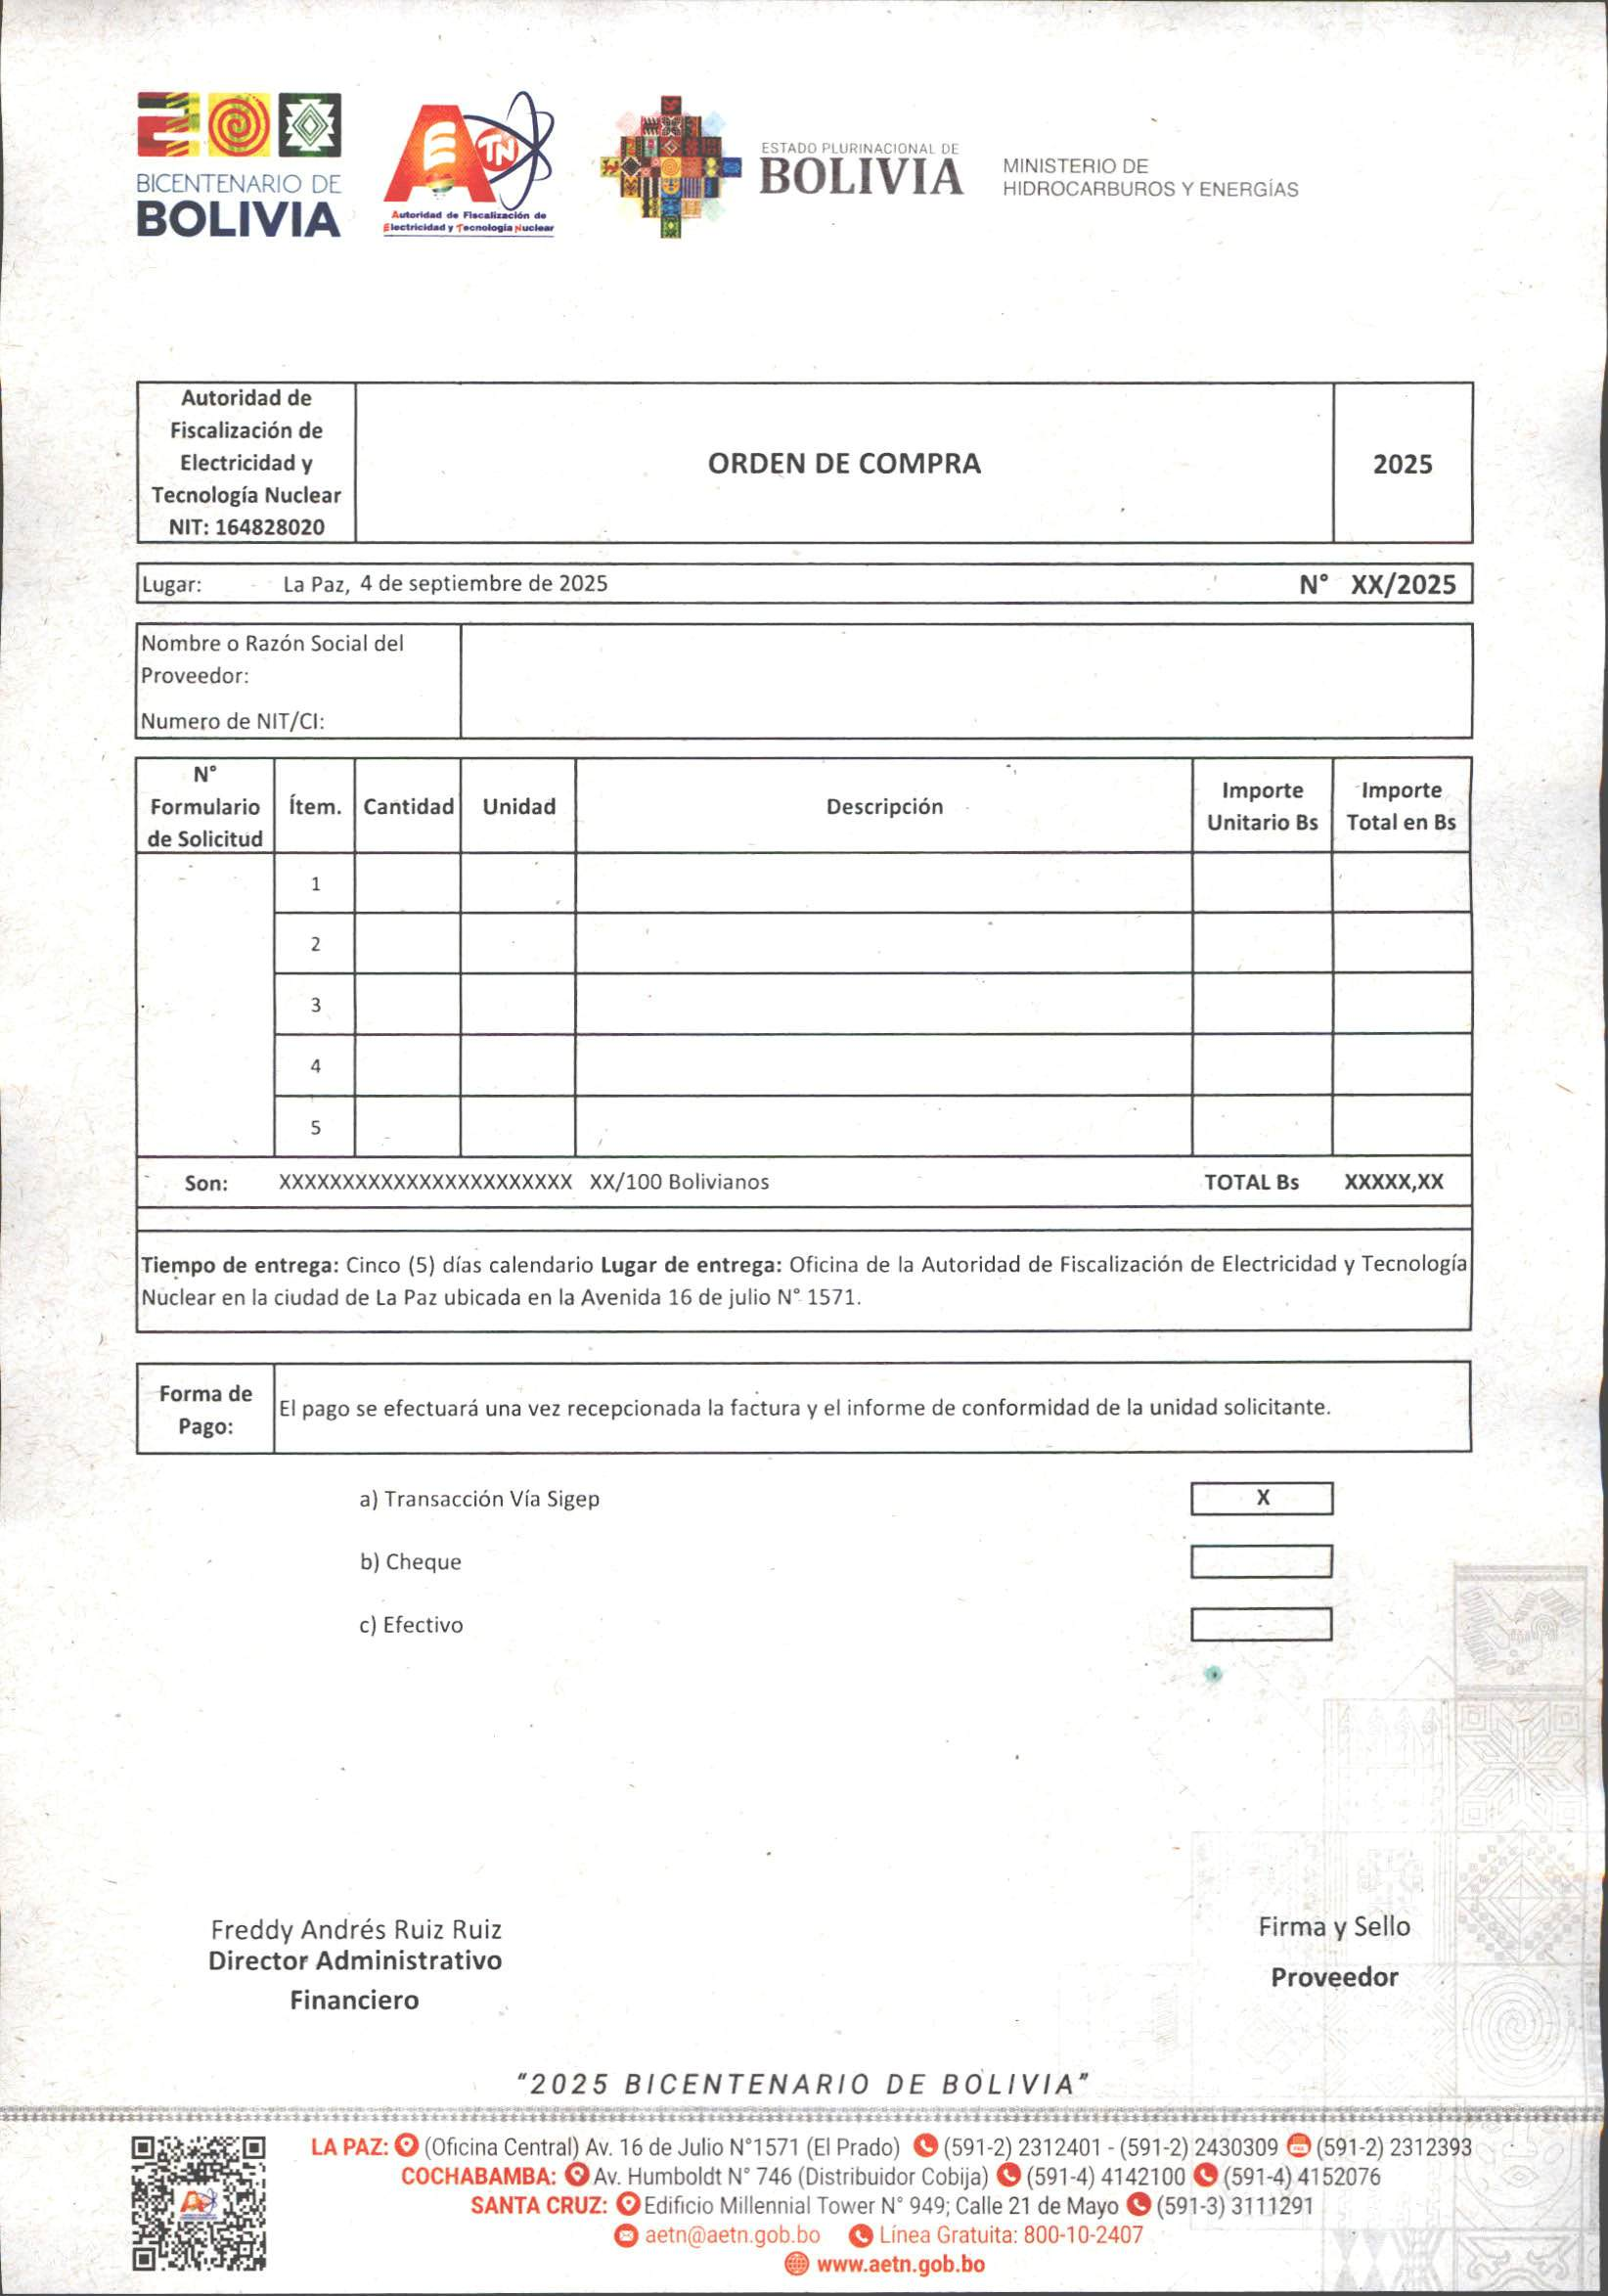 BICENTENARIO DE
BOLIVIA
AETN
Autoridad de Fiscalización de
Electricidad y Tecnología Nuclear
ESTADO PLURINACIONAL DE
BOLIVIA
MINISTERIO DE
HIDROCARBUROS Y ENERGÍAS
Autoridad de
Fiscalización de
Electricidad y
Tecnología Nuclear
NIT: 164828020
ORDEN DE COMPRA
2025
Lugar: La Paz, 4 de septiembre de 2025 N° XX/2025
Nombre o Razón Social del
Proveedor:
Numero de NIT/CI:
N°
Formulario
de Solicitud
Ítem.
Cantidad
Unidad
Descripción
Importe
Unitario Bs
Importe
Total en Bs
1
2
3
4
5
Son: XXXXXXXXXXXXXXXXXXXXXXX XX/100 Bolivianos TOTAL Bs XXXXX,XX
Tiempo de entrega: Cinco (5) días calendario Lugar de entrega: Oficina de la Autoridad de Fiscalización de Electricidad y Tecnología
Nuclear en la ciudad de La Paz ubicada en la Avenida 16 de julio N° 1571.
Forma de
Pago:
El pago se efectuará una vez recepcionada la factura y el informe de conformidad de la unidad solicitante.
a) Transacción Vía Sigep X
b) Cheque
c) Efectivo
Freddy Andrés Ruiz Ruiz
Director Administrativo
Financiero
Firma y Sello
Proveedor
"2025 BICENTENARIO DE BOLIVIA"
LA PAZ: (Oficina Central) Av. 16 de Julio N°1571 (El Prado) (591-2) 2312401 - (591-2) 2430309 (591-2) 2312393
COCHABAMBA: Av. Humboldt N° 746 (Distribuidor Cobija) (591-4) 4142100 (591-4) 4152076
SANTA CRUZ: Edificio Millennial Tower N° 949; Calle 21 de Mayo (591-3) 3111291
aetn@aetn.gob.bo Línea Gratuita: 800-10-2407
www.aetn.gob.bo